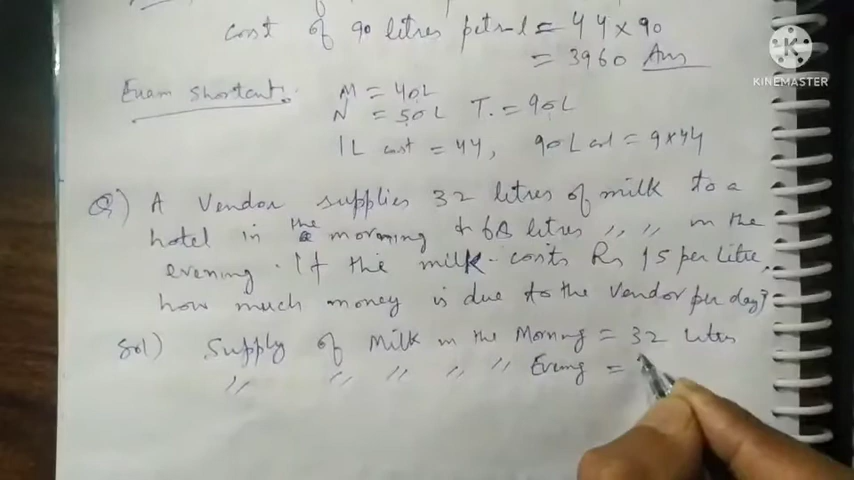 cost of 90 litres petrol = 44 x 90
= 3960 Ans
KINEMASTER
Exam shortcut:
M = 40L
N = 50L T. = 90L
1L cost = 44, 90L cost = 9x44
Q) A Vendor supplies 32 litres of milk to a
hotel in the morning & 68 litres " " in the
evening. If the milk costs Rs 15 per litre,
how much money is due to the vendor per day?
Sol) Supply of Milk in the Morning = 32 litres
" " " " " Evening =